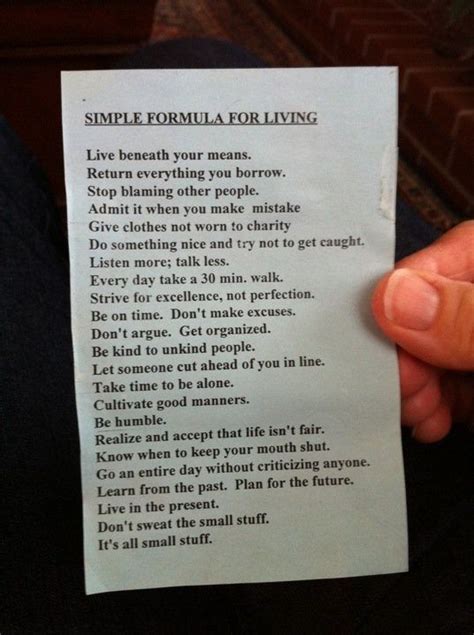 SIMPLE FORMULA FOR LIVING
Live beneath your means.
Return everything you borrow.
Stop blaming other people.
Admit it when you make mistake
Give clothes not worn to charity
Do something nice and try not to get caught.
Listen more; talk less.
Every day take a 30 min. walk.
Strive for excellence, not perfection.
Be on time. Don't make excuses.
Don't argue. Get organized.
Be kind to unkind people.
Let someone cut ahead of you in line.
Take time to be alone.
Cultivate good manners.
Be humble.
Realize and accept that life isn't fair.
Know when to keep your mouth shut.
Go an entire day without criticizing anyone.
Learn from the past. Plan for the future.
Live in the present.
Don't sweat the small stuff.
It's all small stuff.